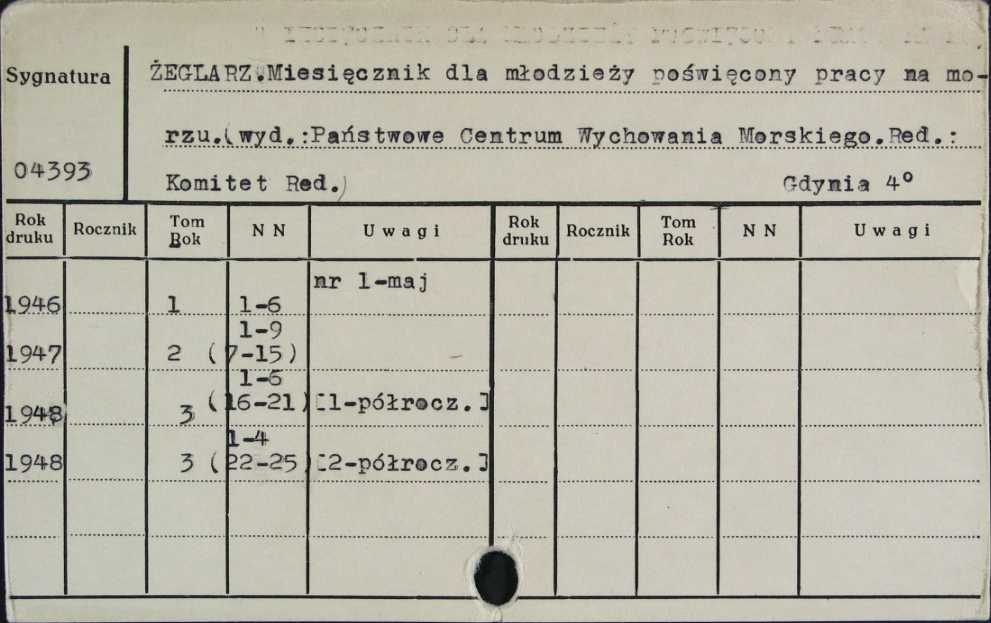 Sygnatura
ŻEGLARZ.Miesięcznik dla młodzieży poświęcony pracy na mo-
rzu.(wyd.:Państwowe Centrum Wychowania Morskiego.Red.:
04393
Komitet Red.) Gdynia 4°
Rok druku Rocznik Tom Rok N N Uwagi Rok druku Rocznik Tom Rok N N Uwagi
nr 1-maj
1946 1 1-6
1-9
1947 2 (7-15)
1-6
1948 3 (16-21) [1-półrocz.]
1-4
1948 3 (22-25) [2-półrocz.]